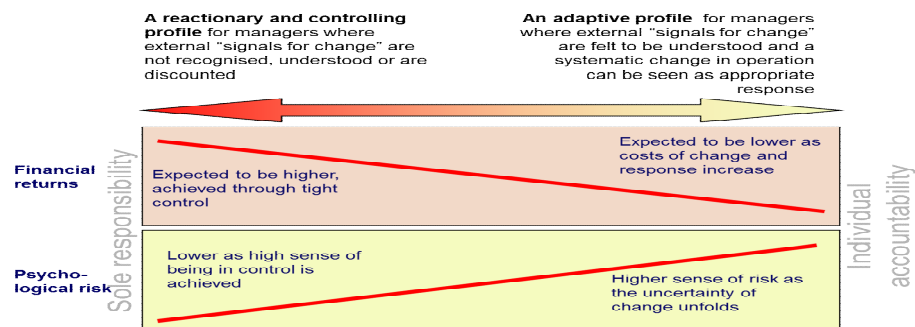 A reactionary and controlling
profile for managers where
external “signals for change” are
not recognised, understood or are
discounted
An adaptive profile for managers
where external “signals for change”
are felt to be understood and a
systematic change in operation
can be seen as appropriate
response
Financial
returns
Sole responsibility
Expected to be higher,
achieved through tight
control
Expected to be lower as
costs of change and
response increase
Individual
accountability
Psycho-
logical risk
Lower as high sense of
being in control is
achieved
Higher sense of risk as
the uncertainty of
change unfolds